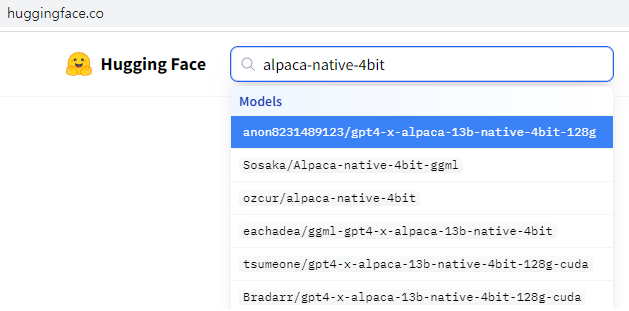 huggingface.co
Hugging Face
alpaca-native-4bit
Models
anon8231489123/gpt4-x-alpaca-13b-native-4bit-128g
Sosaka/Alpaca-native-4bit-ggml
ozcur/alpaca-native-4bit
eachadea/ggml-gpt4-x-alpaca-13b-native-4bit
tsumeone/gpt4-x-alpaca-13b-native-4bit-128g-cuda
Bradarr/gpt4-x-alpaca-13b-native-4bit-128g-cuda